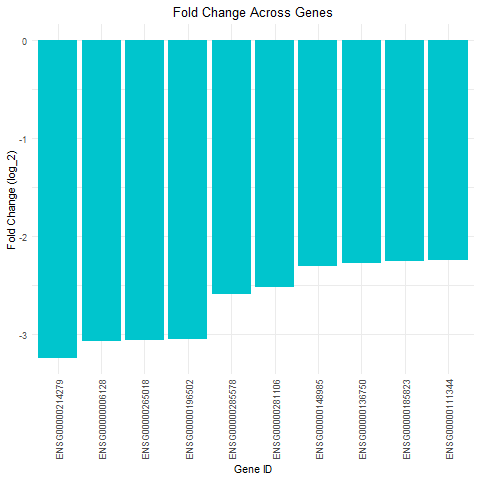 Fold Change Across Genes
Fold Change (log_2)
0
-1
-2
-3
ENSG00000214279
ENSG00000006128
ENSG00000265018
ENSG00000196502
ENSG00000285578
ENSG00000281106
ENSG00000148985
ENSG00000136750
ENSG00000185823
ENSG00000111344
Gene ID